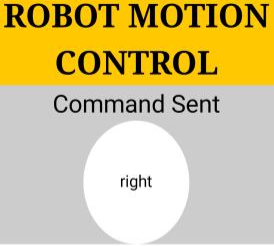 ROBOT MOTION
CONTROL
Command Sent
right